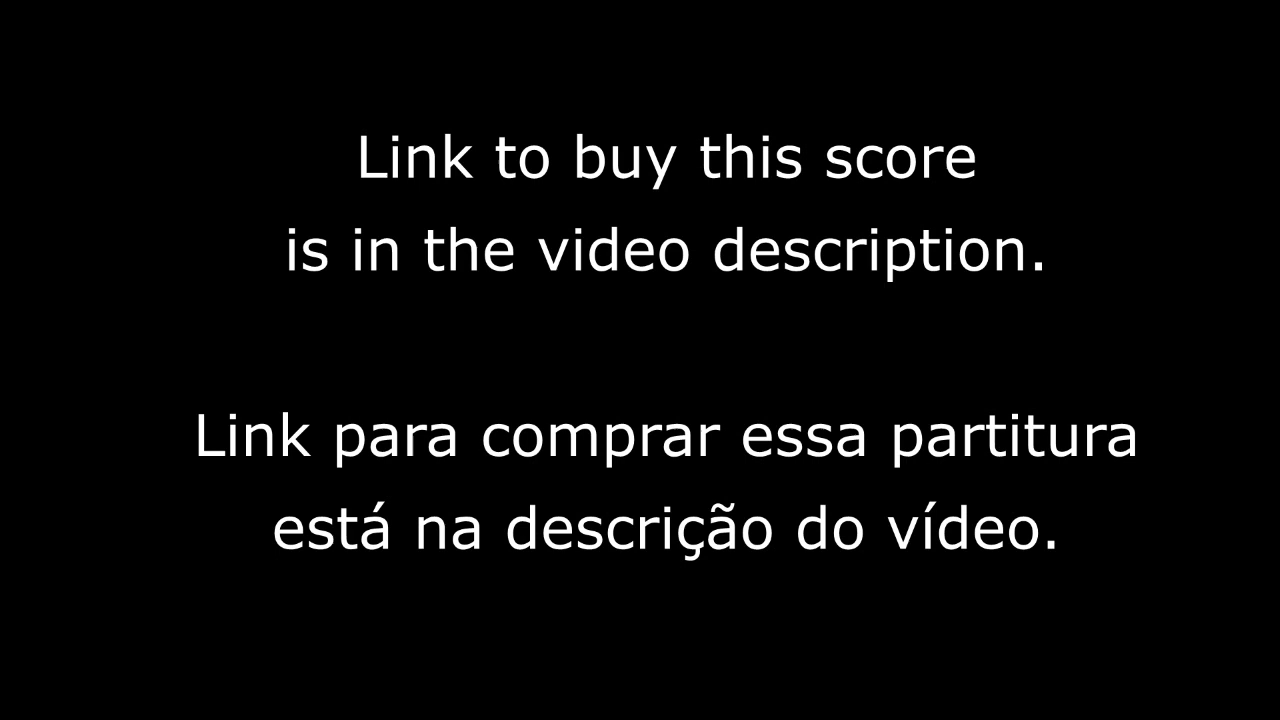 Link to buy this score
is in the video description.
Link para comprar essa partitura
está na descrição do vídeo.